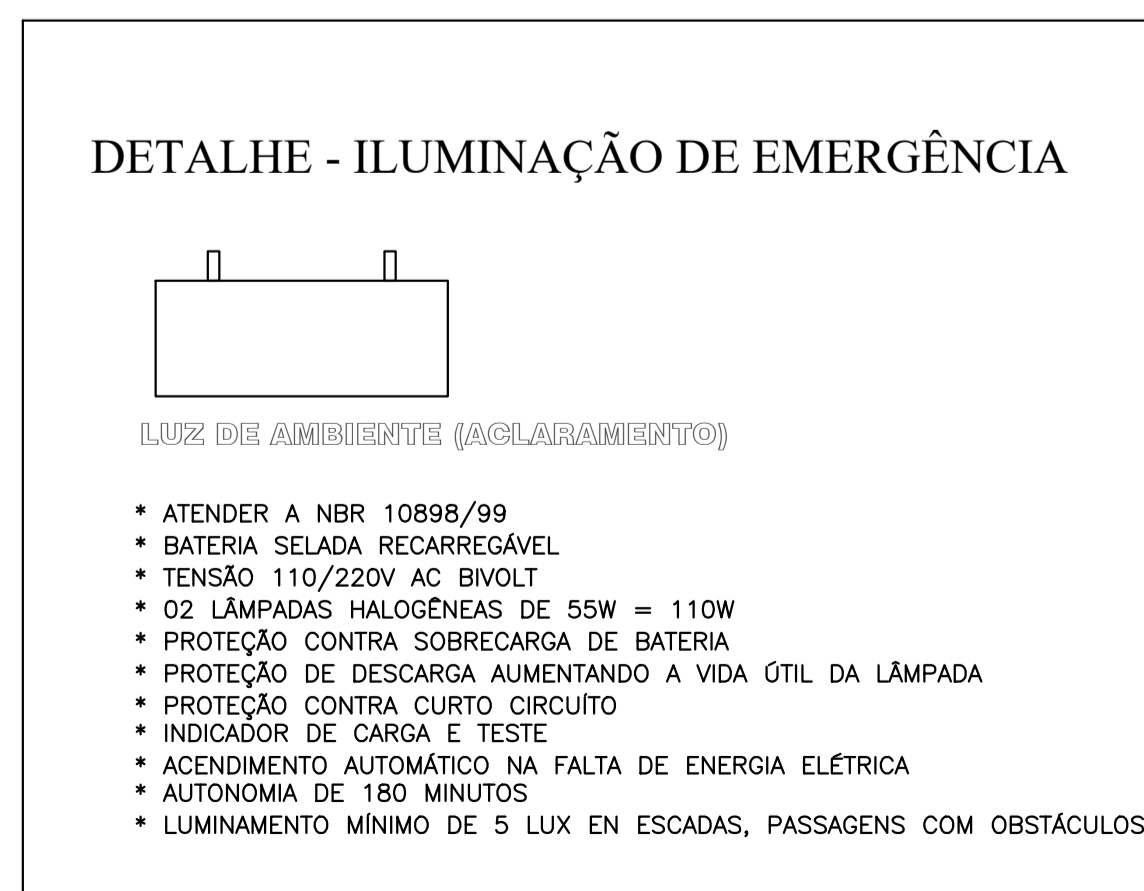 DETALHE - ILUMINAÇÃO DE EMERGÊNCIA
LUZ DE AMBIENTE (ACLARAMENTO)
* ATENDER A NBR 10898/99
* BATERIA SELADA RECARREGÁVEL
* TENSÃO 110/220V AC BIVOLT
* 02 LÂMPADAS HALOGÊNEAS DE 55W = 110W
* PROTEÇÃO CONTRA SOBRECARGA DE BATERIA
* PROTEÇÃO DE DESCARGA AUMENTANDO A VIDA ÚTIL DA LÂMPADA
* PROTEÇÃO CONTRA CURTO CIRCUÍTO
* INDICADOR DE CARGA E TESTE
* ACENDIMENTO AUTOMÁTICO NA FALTA DE ENERGIA ELÉTRICA
* AUTONOMIA DE 180 MINUTOS
* LUMINAMENTO MÍNIMO DE 5 LUX EN ESCADAS, PASSAGENS COM OBSTÁCULOS